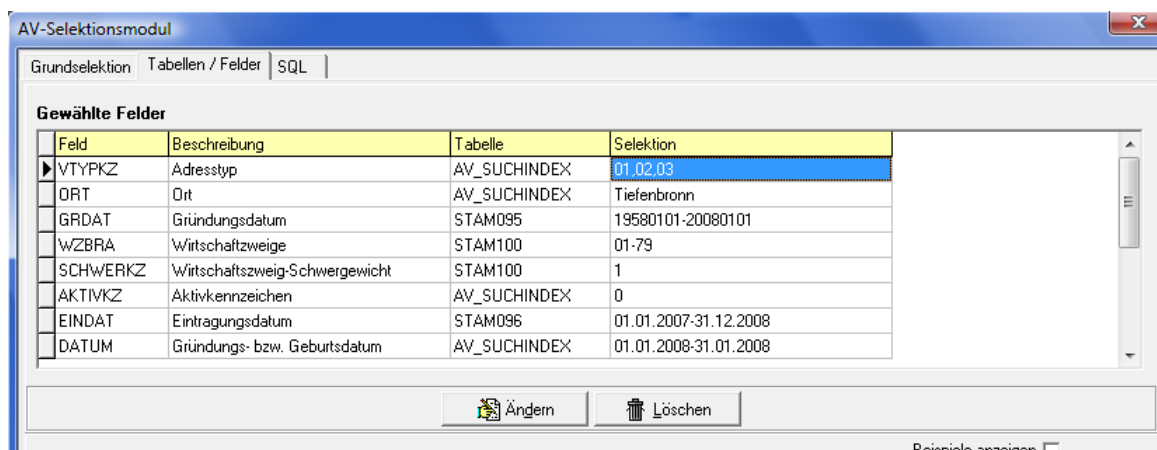 AV-Selektionsmodul
Grundselektion Tabellen / Felder SQL
Gewählte Felder
Feld Beschreibung Tabelle Selektion
VTYPKZ Adresstyp AV_SUCHINDEX 01,02,03
ORT Ort AV_SUCHINDEX Tiefenbronn
GRDAT Gründungsdatum STAM095 19580101-20080101
WZBRA Wirtschaftzweige STAM100 01-79
SCHWERKZ Wirtschaftszweig-Schwergewicht STAM100 1
AKTIVKZ Aktivkennzeichen AV_SUCHINDEX 0
EINDAT Eintragungsdatum STAM096 01.01.2007-31.12.2008
DATUM Gründungs- bzw. Geburtsdatum AV_SUCHINDEX 01.01.2008-31.01.2008
Ändern Löschen
Beispiele anzeigen